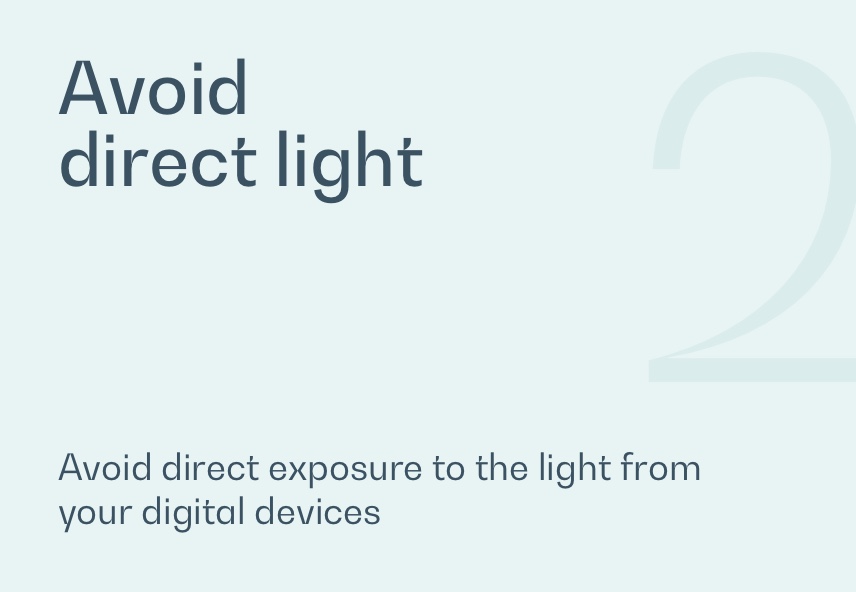 Avoid
direct light
2
Avoid direct exposure to the light from
your digital devices